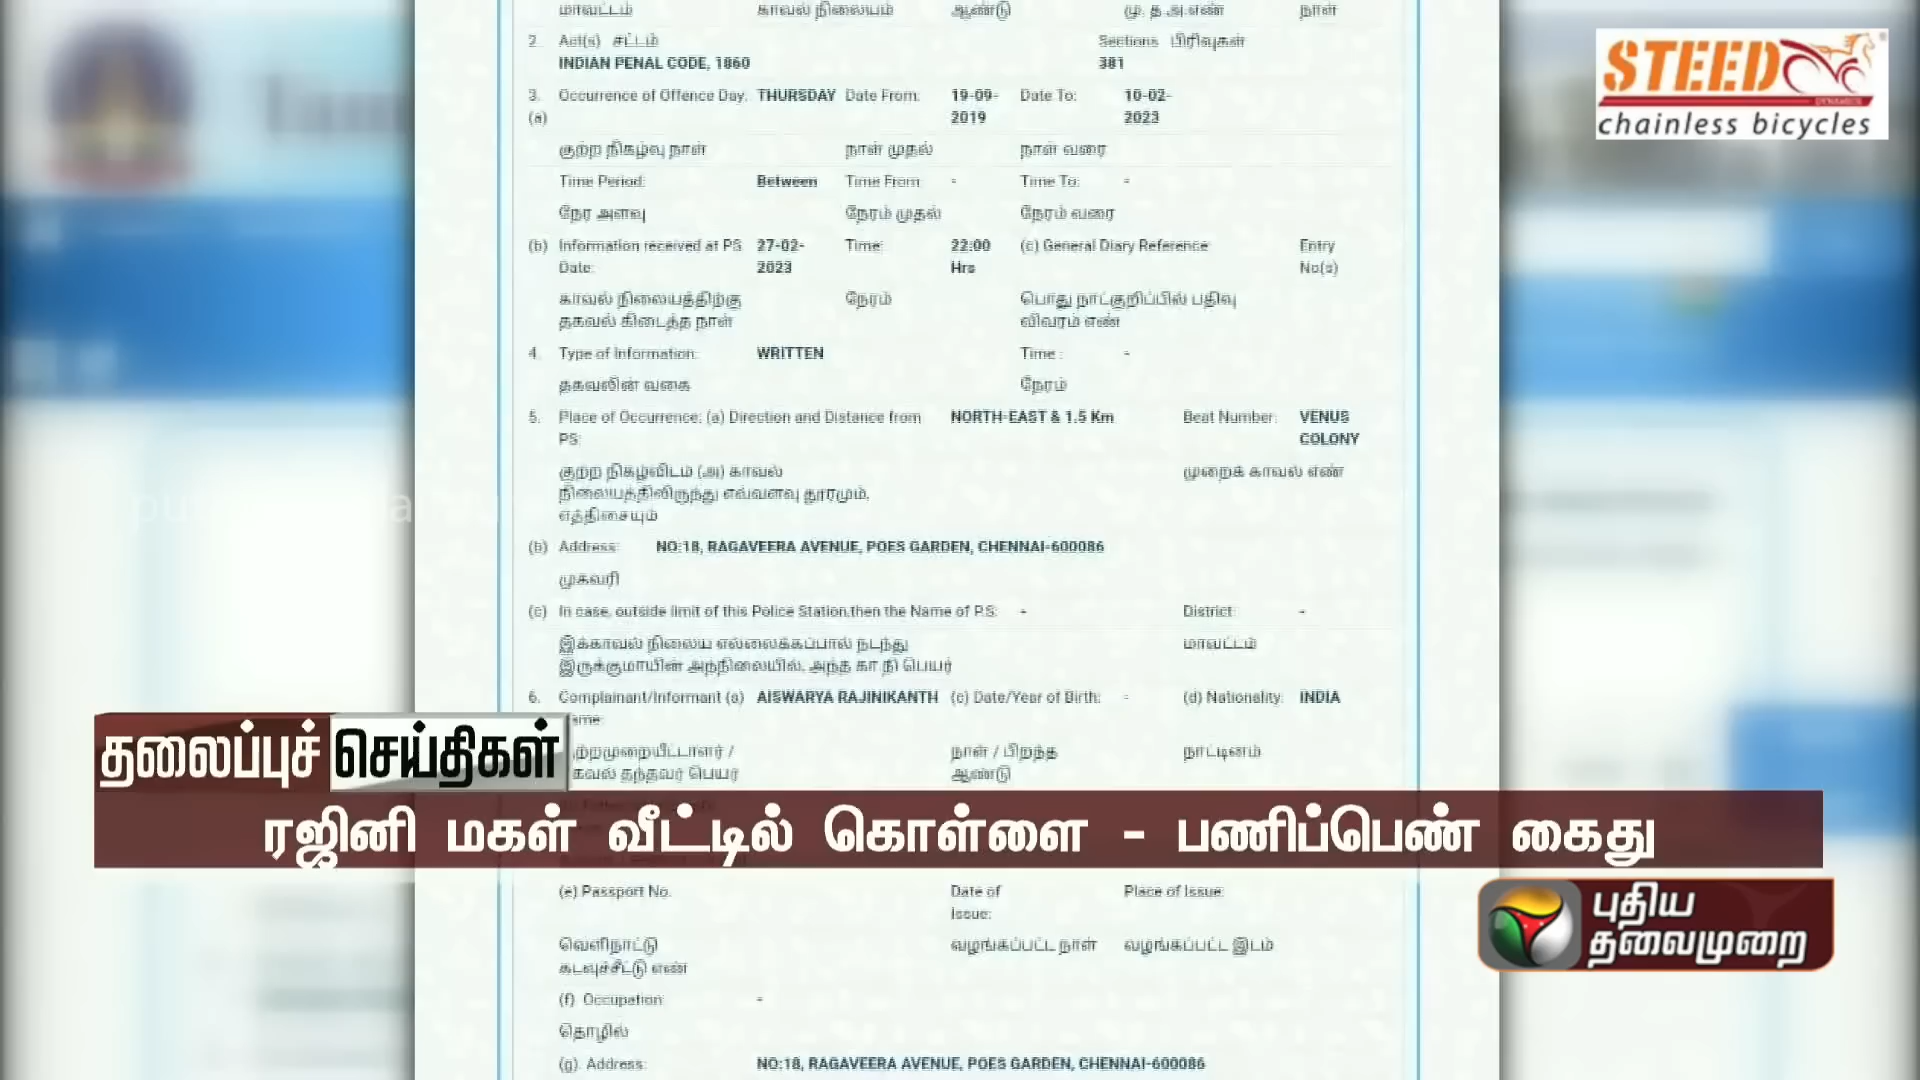 மாவட்டம் காவல் நிலையம் ஆண்டு மு. த.அ.எண் நாள்
2. Act(s) சட்டம் Sections பிரிவுகள்
INDIAN PENAL CODE, 1860 381
3. Occurrence of Offence Day: THURSDAY Date From: 19-09- Date To: 10-02-
(a) 2019 2023
குற்ற நிகழ்வு நாள் நாள் முதல் நாள் வரை
Time Period: Between Time From - Time To: -
நேர அளவு நேரம் முதல் நேரம் வரை
(b) Information received at PS 27-02- Time: 22:00 (c) General Diary Reference Entry
Date: 2023 Hrs No(s)
காவல் நிலையத்திற்கு நேரம் பொது நாட்குறிப்பில் பதிவு
தகவல் கிடைத்த நாள் விவரம் எண்
4. Type of Information: WRITTEN Time : -
தகவலின் வகை நேரம்
5. Place of Occurrence: (a) Direction and Distance from NORTH-EAST & 1.5 Km Beat Number: VENUS
PS: COLONY
குற்ற நிகழ்விடம் (அ) காவல் முறைக் காவல் எண்
நிலையத்திலிருந்து எவ்வளவு தூரமும்,
எத்திசையும்
(b) Address: NO:18, RAGAVEERA AVENUE, POES GARDEN, CHENNAI-600086
முகவரி
(c) In case, outside limit of this Police Station,then the Name of P.S: - District: -
இக்காவல் நிலைய எல்லைக்கப்பால் நடந்து மாவட்டம்
இருக்குமாயின் அந்நிலையில், அந்த கா நி பெயர்
6. Complainant/Informant (a) AISWARYA RAJINIKANTH (c) Date/Year of Birth: - (d) Nationality: INDIA
நாள் / பிறந்த நாட்டினம்
தந்தவர் பெயர் ஆண்டு
தலைப்புச் செய்திகள்
ரஜினி மகள் வீட்டில் கொள்ளை - பணிப்பெண் கைது
(e) Passport No. Date of Place of Issue:
Issue:
வெளிநாட்டு வழங்கப்பட்ட நாள் வழங்கப்பட்ட இடம்
கடவுச்சீட்டு எண்
(f) Occupation: -
தொழில்
(g) Address: NO:18, RAGAVEERA AVENUE, POES GARDEN, CHENNAI-600086
STEED
chainless bicycles
புதிய
தலைமுறை